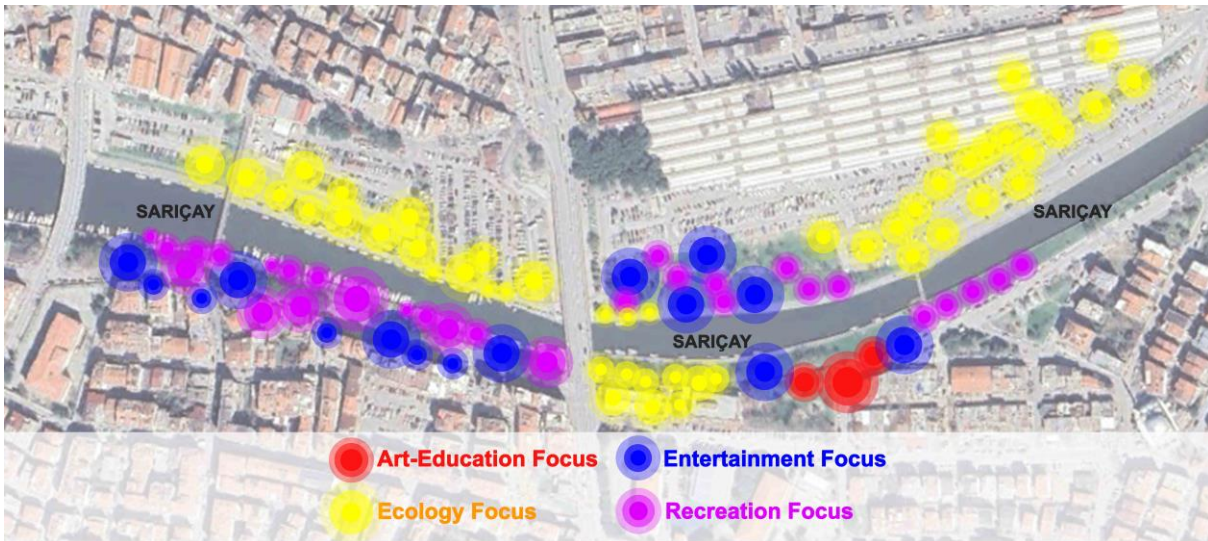 SARIÇAY
SARIÇAY
SARIÇAY
Art-Education Focus
Entertainment Focus
Ecology Focus
Recreation Focus